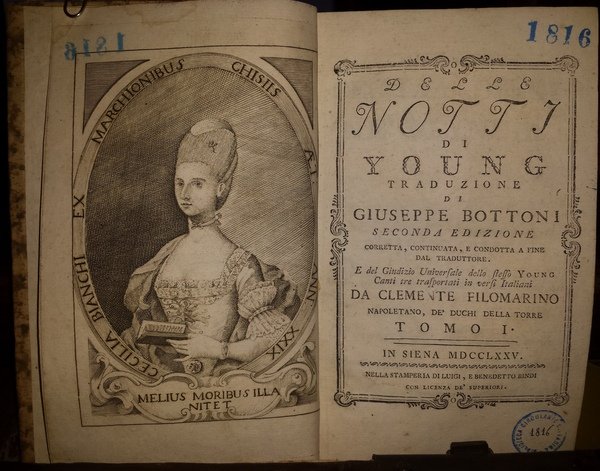 1816
CECILIA BIANCHI EX MARCHIONIBUS CHISIIS ÆT. ANN XXIX
MELIUS MORIBUS ILLA
NITET
1816
DELLE
NOTTI
DI
YOUNG
TRADUZIONE
DI
GIUSEPPE BOTTONI
SECONDA EDIZIONE
CORRETTA, CONTINUATA, E CONDOTTA A FINE
DAL TRADUTTORE.
E del Giudizio Universale dello steſſo YOUNG
Canti tre traſportati in verſi Italiani
DA CLEMENTE FILOMARINO
NAPOLETANO, DE' DUCHI DELLA TORRE
TOMO I.
IN SIENA MDCCLXXV.
NELLA STAMPERIA DI LUIGI, E BENEDETTO BINDI
CON LICENZA DE' SUPERIORI.
1816